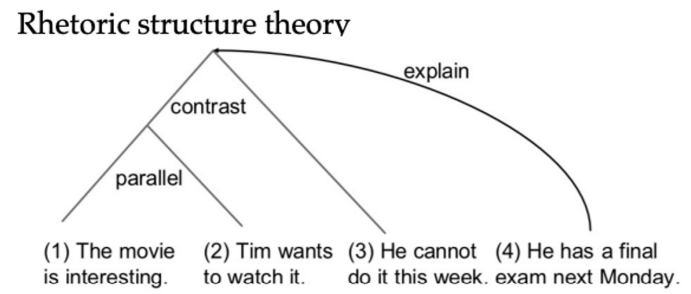 Rhetoric structure theory
explain
contrast
parallel
(1) The movie is interesting.
(2) Tim wants to watch it.
(3) He cannot do it this week.
(4) He has a final exam next Monday.